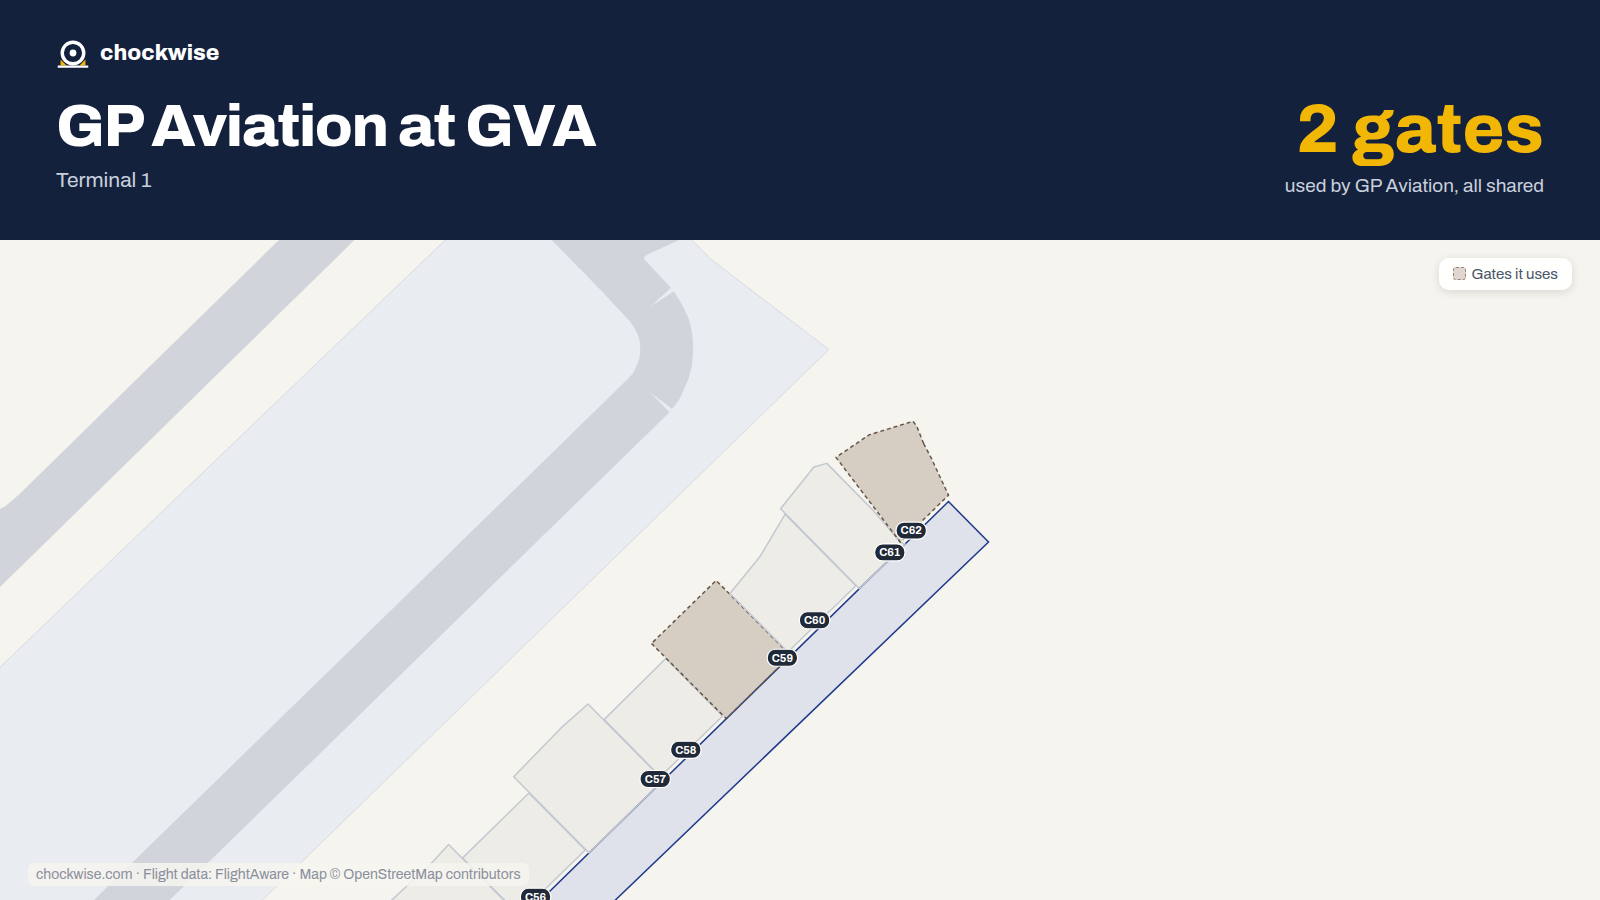 chockwise
GP Aviation at GVA
Terminal 1
2 gates
used by GP Aviation, all shared
Gates it uses
C62
C61
C60
C59
C58
C57
C56
chockwise.com · Flight data: FlightAware · Map © OpenStreetMap contributors